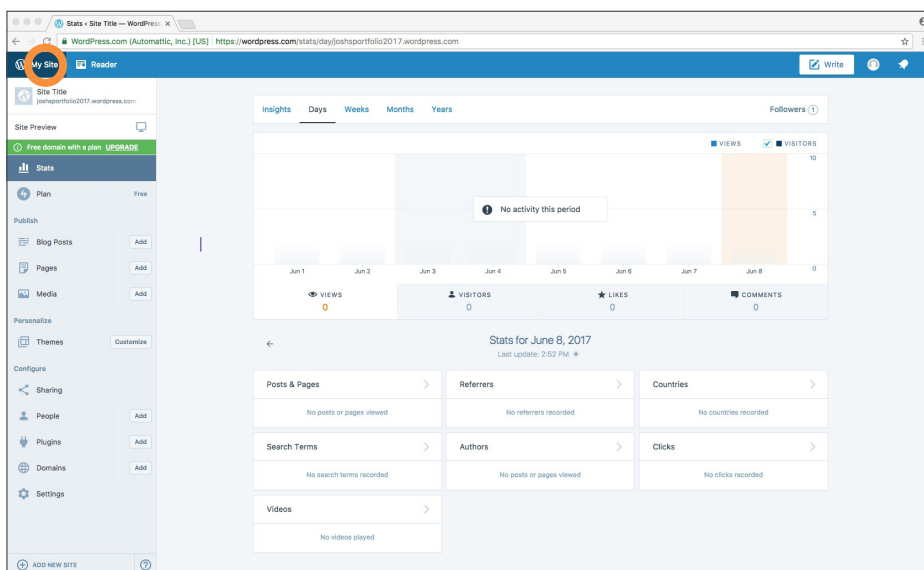 Stats ‹ Site Title — WordPress
WordPress.com (Automattic, Inc.) [US] https://wordpress.com/stats/day/joshsportfolio2017.wordpress.com
My Site Reader Write
Site Title
joshsportfolio2017.wordpress.com
Site Preview
Free domain with a plan UPGRADE
Stats
Plan Free
Publish
Blog Posts Add
Pages Add
Media Add
Personalize
Themes Customize
Configure
Sharing
People Add
Plugins Add
Domains Add
Settings
ADD NEW SITE
Insights Days Weeks Months Years Followers 1
VIEWS VISITORS
10
No activity this period
5
0
Jun 1 Jun 2 Jun 3 Jun 4 Jun 5 Jun 6 Jun 7 Jun 8
VIEWS VISITORS LIKES COMMENTS
0 0 0 0
Stats for June 8, 2017
Last update: 2:52 PM
Posts & Pages Referrers Countries
No posts or pages viewed No referrers recorded No countries recorded
Search Terms Authors Clicks
No search terms recorded No posts or pages viewed No clicks recorded
Videos
No videos played